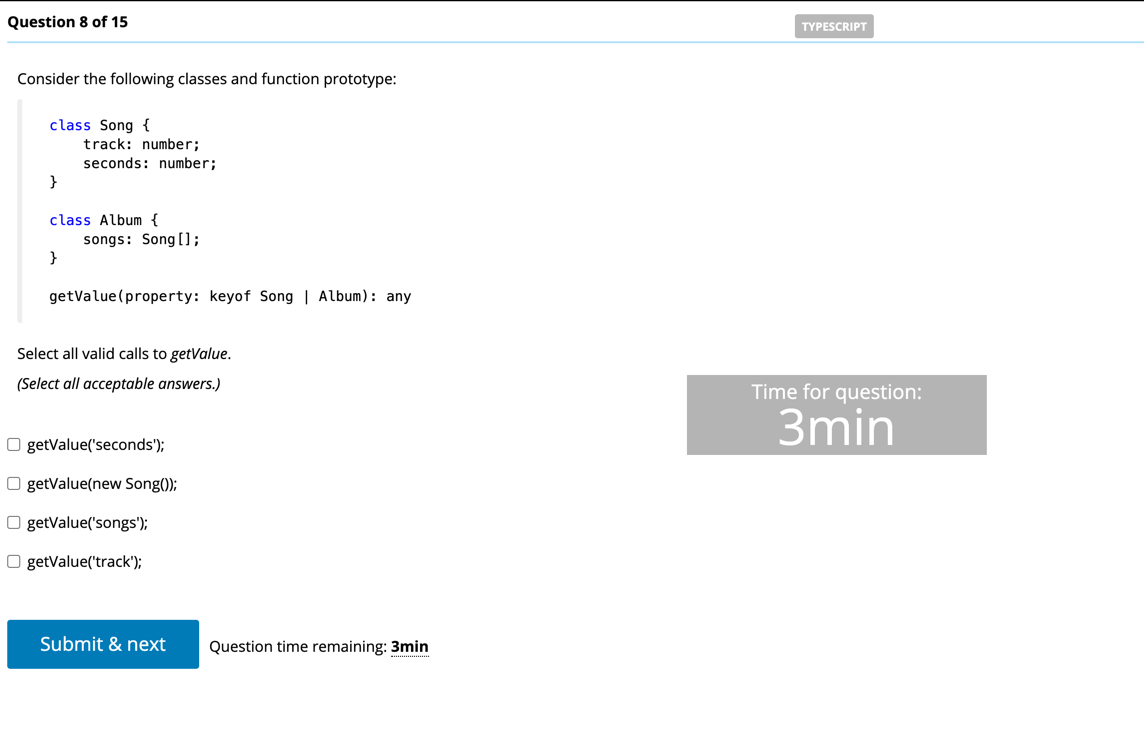 Question 8 of 15
TYPESCRIPT
Consider the following classes and function prototype:
class Song {
    track: number;
    seconds: number;
}
class Album {
    songs: Song[];
}
getValue(property: keyof Song | Album): any
Select all valid calls to getValue.
(Select all acceptable answers.)
Time for question:
3min
getValue('seconds');
getValue(new Song());
getValue('songs');
getValue('track');
Submit & next
Question time remaining: 3min